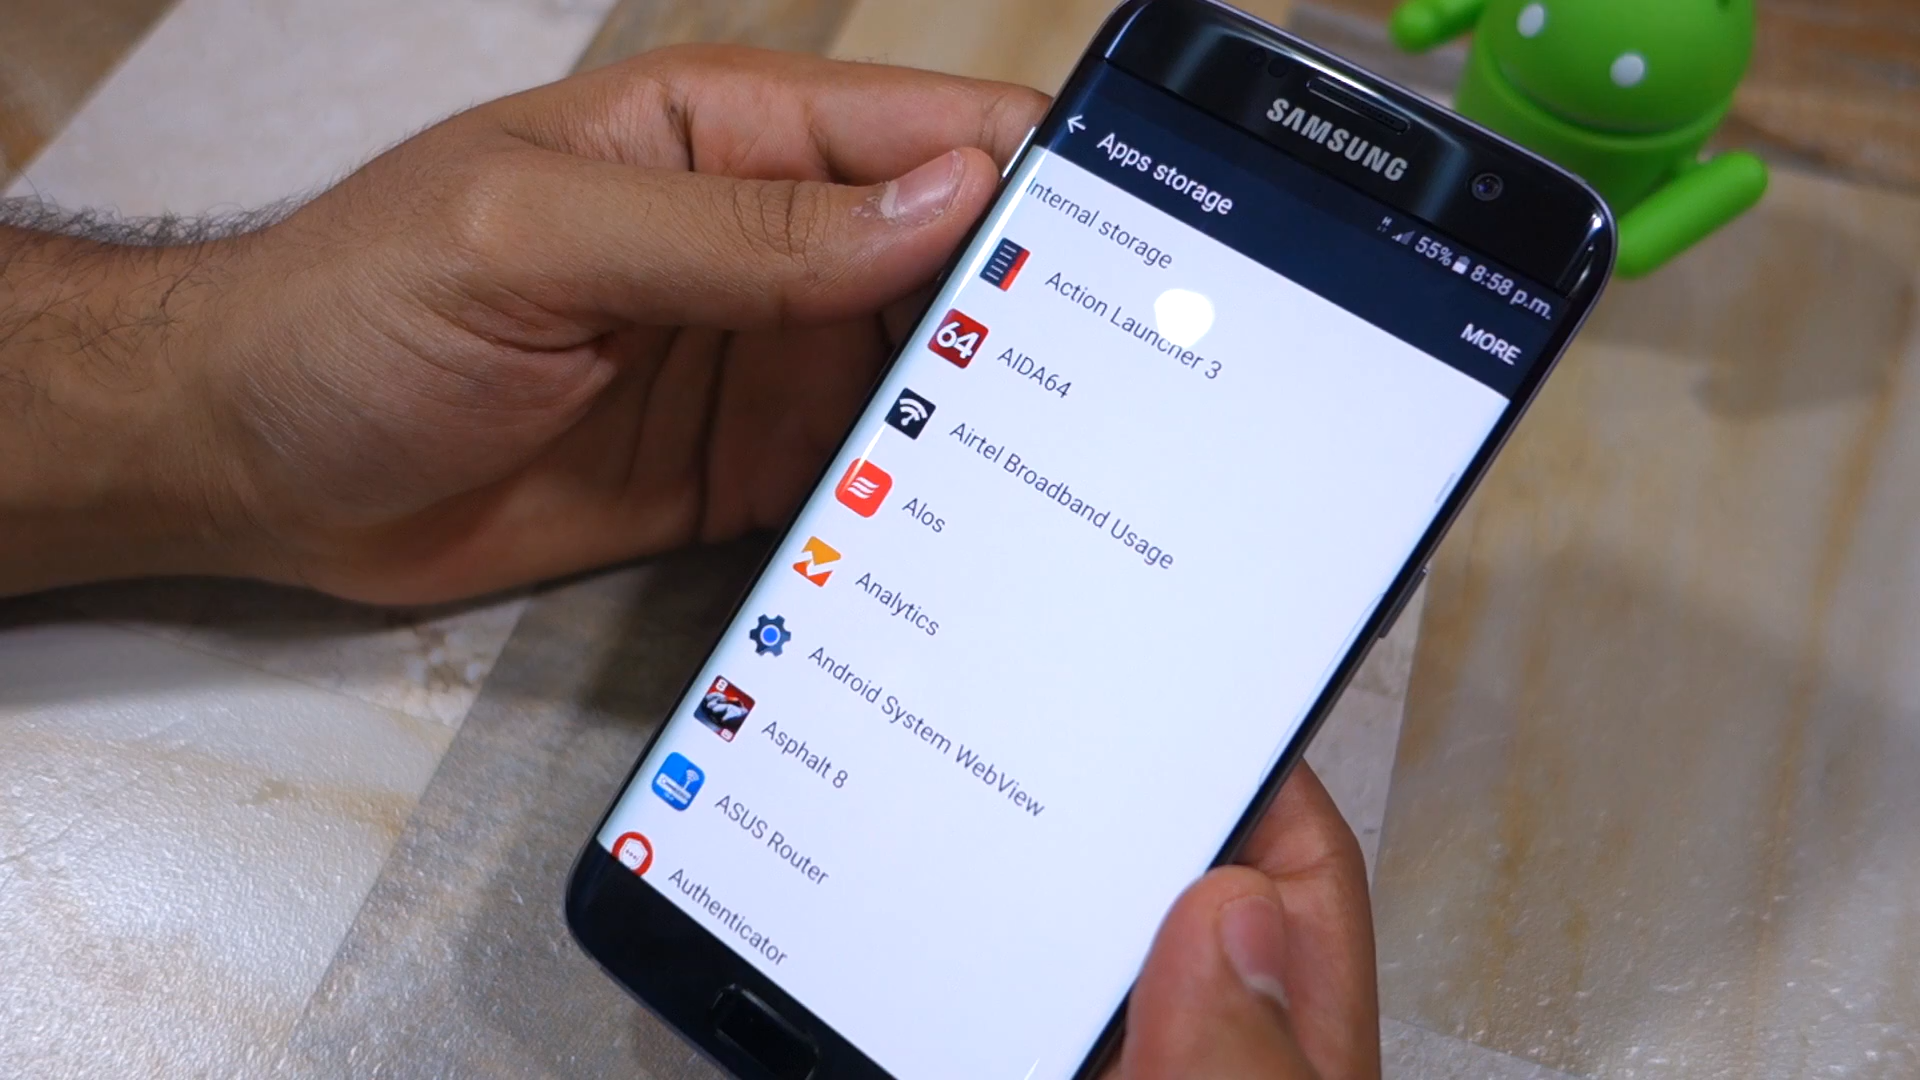 SAMSUNG
H 55% 8:58 p.m.
Apps storage
MORE
Internal storage
Action Launcher 3
64
AIDA64
Airtel Broadband Usage
Alos
Analytics
Android System WebView
8
Asphalt 8
ASUS Router
Authenticator